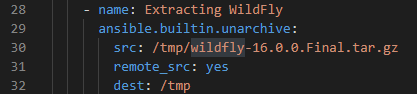 28 - name: Extracting WildFly
29 ansible.builtin.unarchive:
30 src: /tmp/wildfly-16.0.0.Final.tar.gz
31 remote_src: yes
32 dest: /tmp